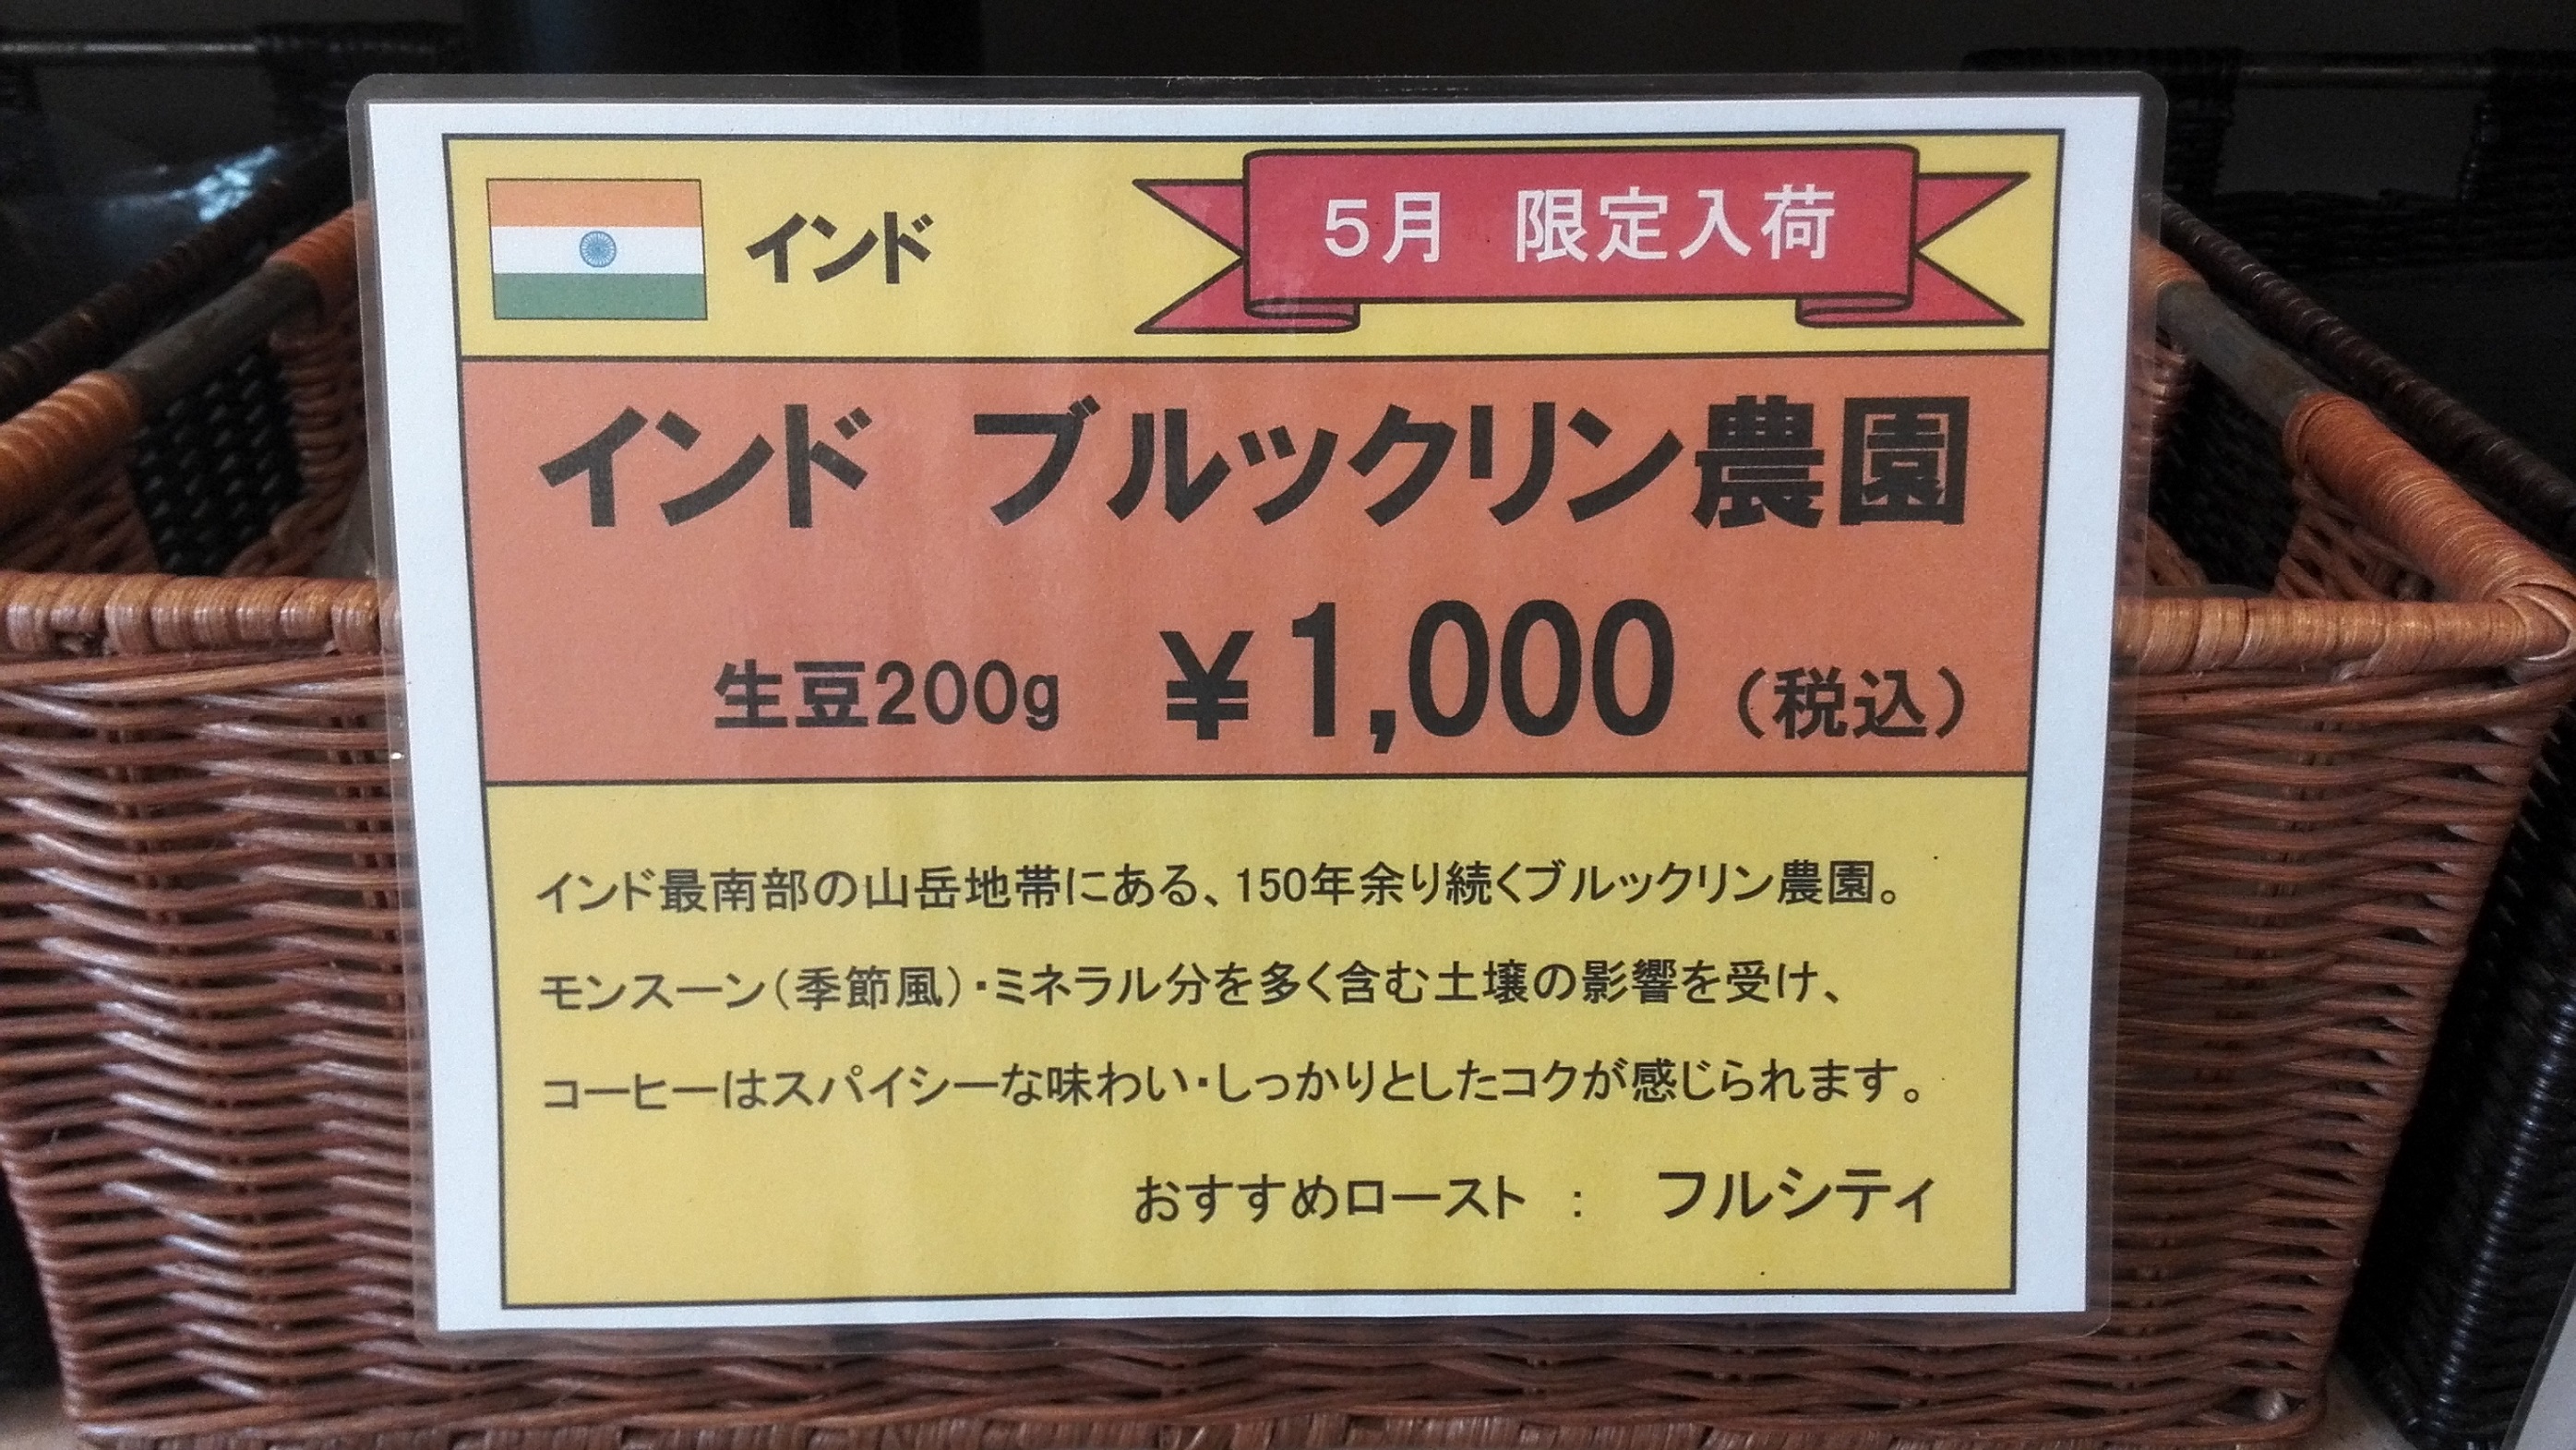 インド
5月 限定入荷
インド ブルックリン農園
生豆200g ¥1,000 (税込)
インド最南部の山岳地帯にある、150年余り続くブルックリン農園。
モンスーン(季節風)・ミネラル分を多く含む土壌の影響を受け、
コーヒーはスパイシーな味わい・しっかりとしたコクが感じられます。
おすすめロースト : フルシティ